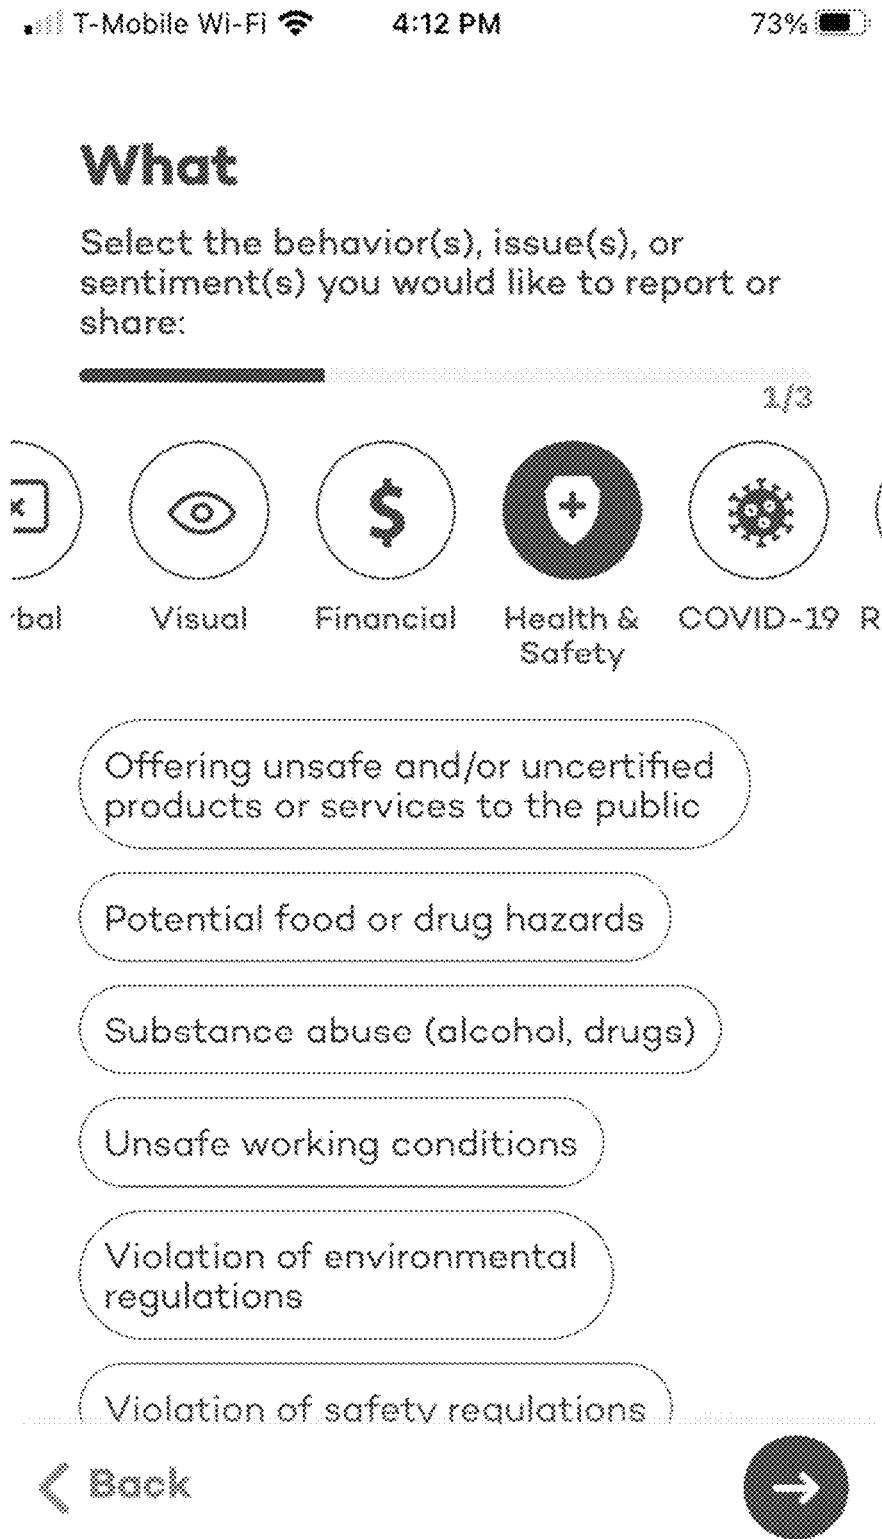 T-Mobile Wi-Fi 4:12 PM 73%
What
Select the behavior(s), issue(s), or
sentiment(s) you would like to report or
share:
1/3
rbal Visual Financial Health & COVID-19 R
Safety
Offering unsafe and/or uncertified
products or services to the public
Potential food or drug hazards
Substance abuse (alcohol, drugs)
Unsafe working conditions
Violation of environmental
regulations
Violation of safety regulations
Back